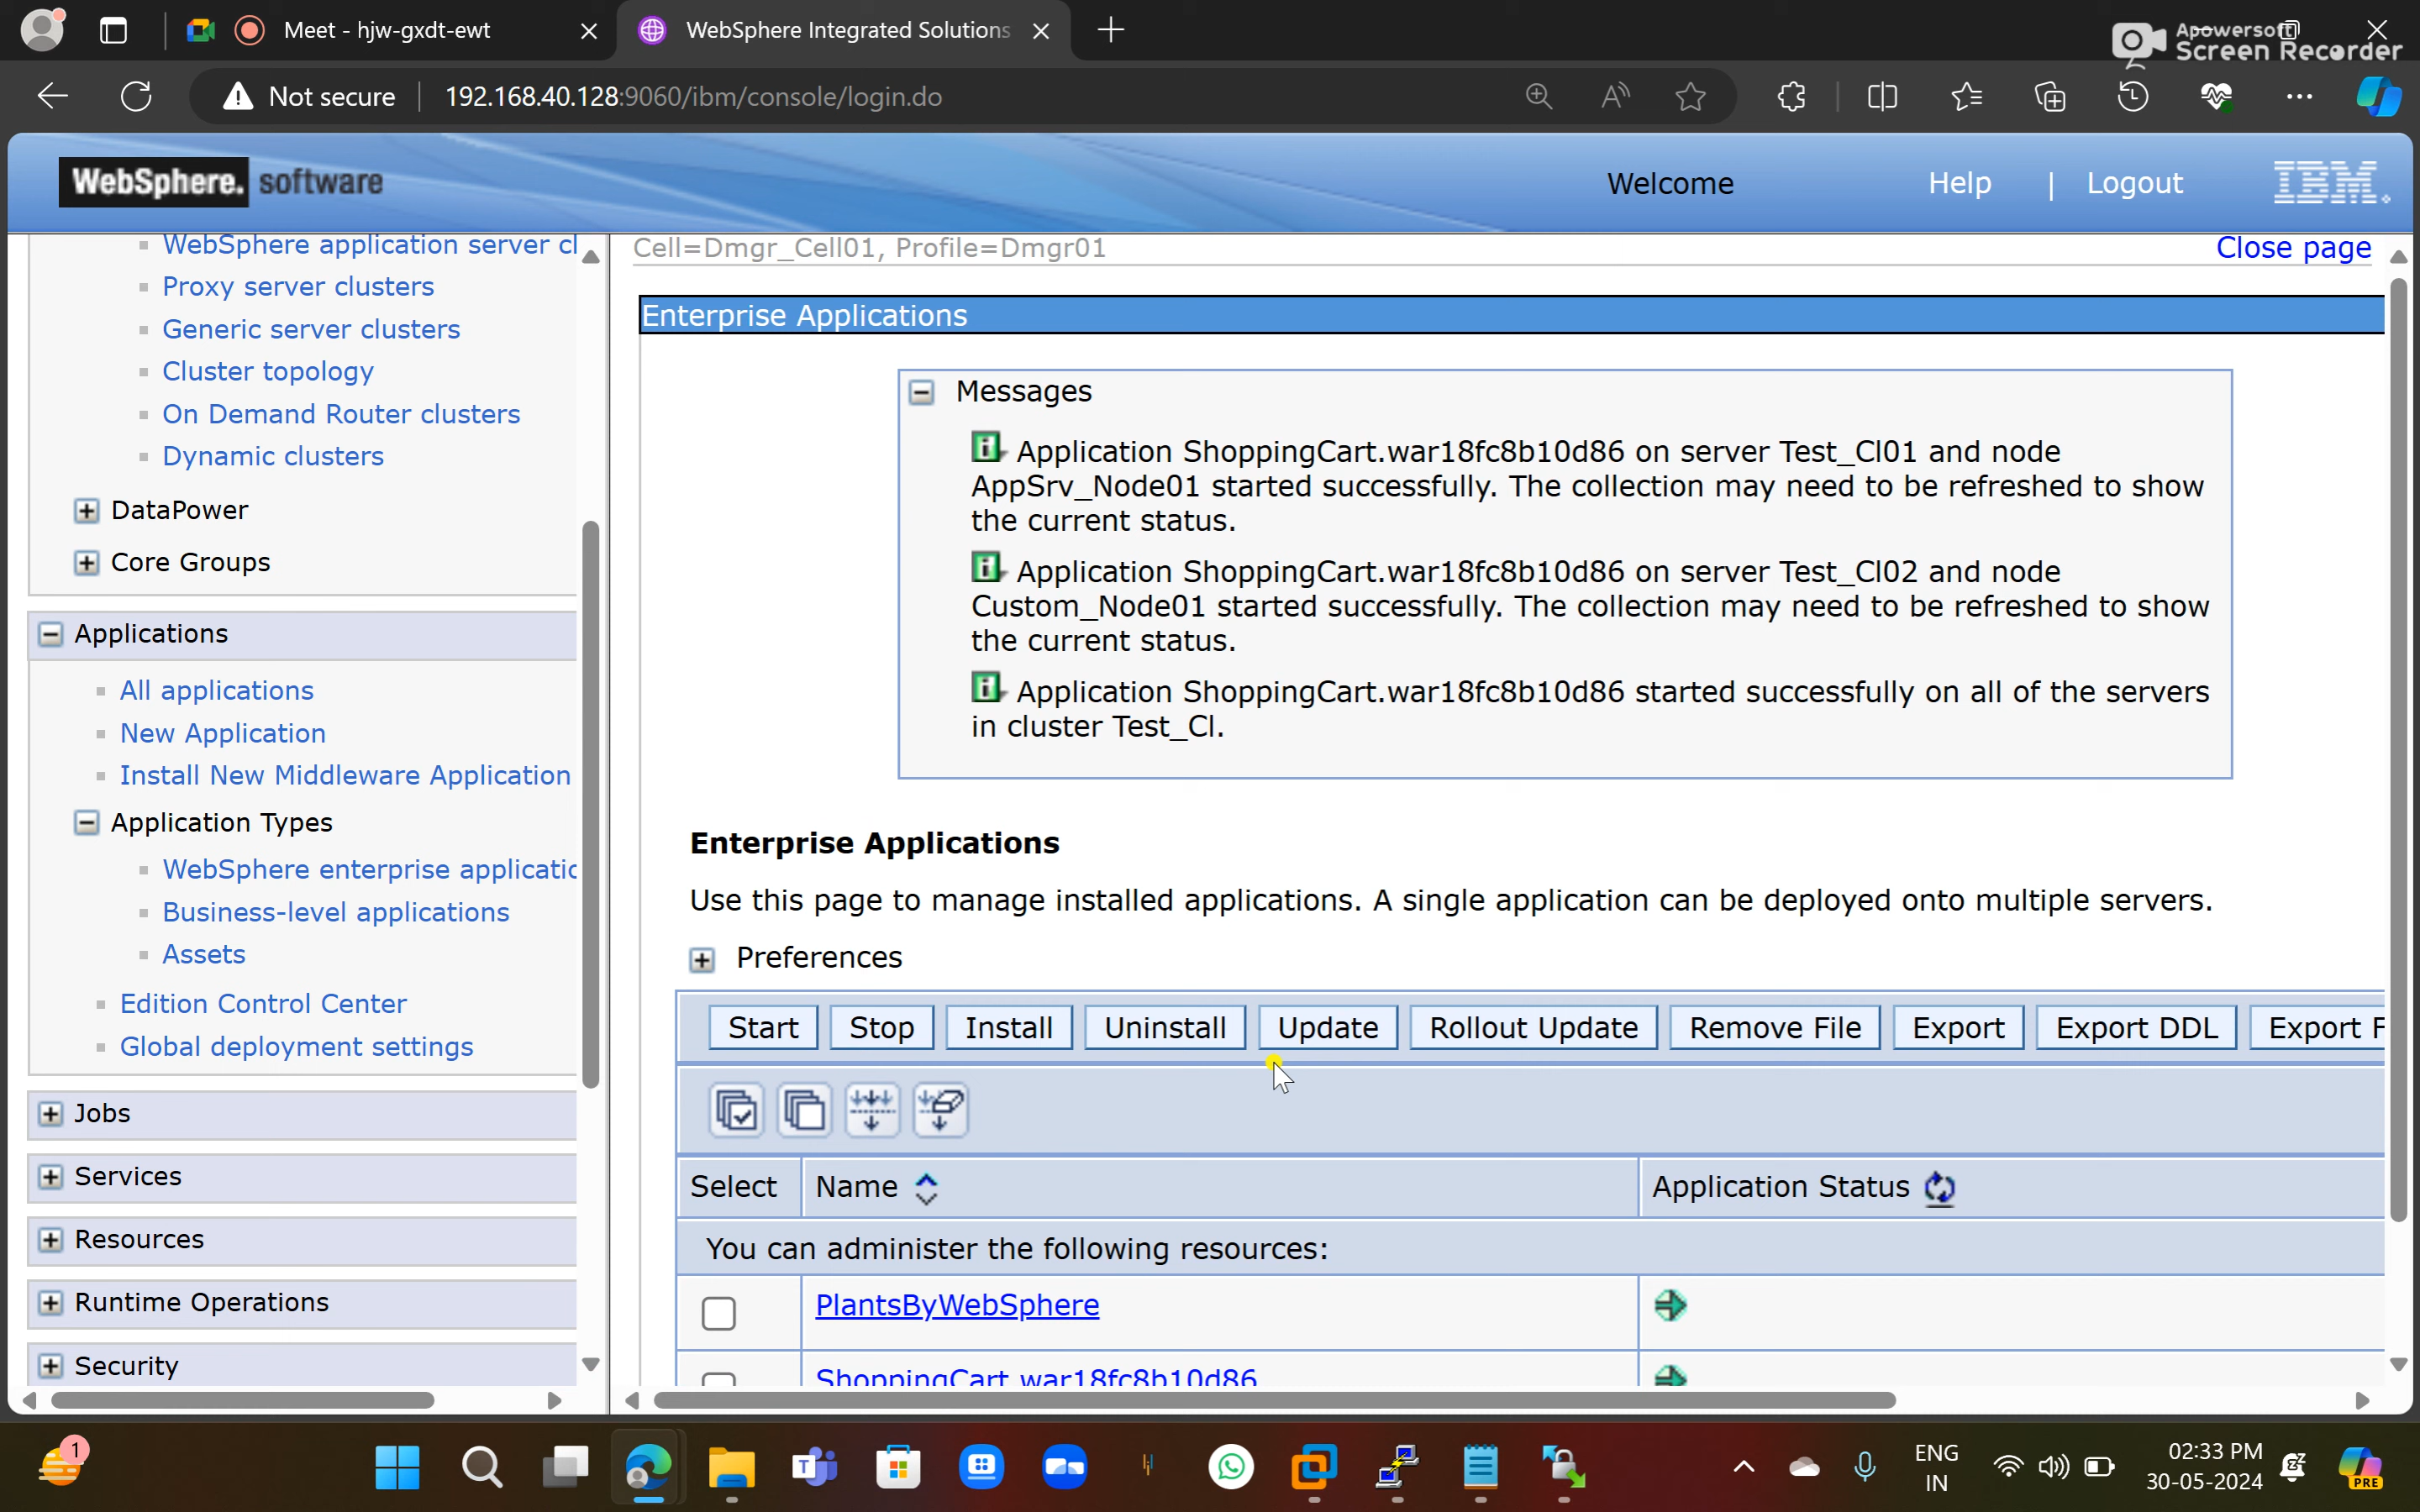 Meet - hjw-gxdt-ewt
WebSphere Integrated Solutions
Apowersoft
Screen Recorder
Not secure
192.168.40.128:9060/ibm/console/login.do
WebSphere. software
Welcome
Help | Logout
IBM.
WebSphere application server cl
Proxy server clusters
Generic server clusters
Cluster topology
On Demand Router clusters
Dynamic clusters
DataPower
Core Groups
Applications
All applications
New Application
Install New Middleware Application
Application Types
WebSphere enterprise applicatic
Business-level applications
Assets
Edition Control Center
Global deployment settings
Jobs
Services
Resources
Runtime Operations
Security
Cell=Dmgr_Cell01, Profile=Dmgr01
Close page
Enterprise Applications
Messages
Application ShoppingCart.war18fc8b10d86 on server Test_Cl01 and node
AppSrv_Node01 started successfully. The collection may need to be refreshed to show
the current status.
Application ShoppingCart.war18fc8b10d86 on server Test_Cl02 and node
Custom_Node01 started successfully. The collection may need to be refreshed to show
the current status.
Application ShoppingCart.war18fc8b10d86 started successfully on all of the servers
in cluster Test_Cl.
Enterprise Applications
Use this page to manage installed applications. A single application can be deployed onto multiple servers.
Preferences
Start Stop Install Uninstall Update Rollout Update Remove File Export Export DDL Export F
Select Name Application Status
You can administer the following resources:
PlantsByWebSphere
ShoppingCart.war18fc8b10d86
1
ENG
IN
02:33 PM
30-05-2024
PRE